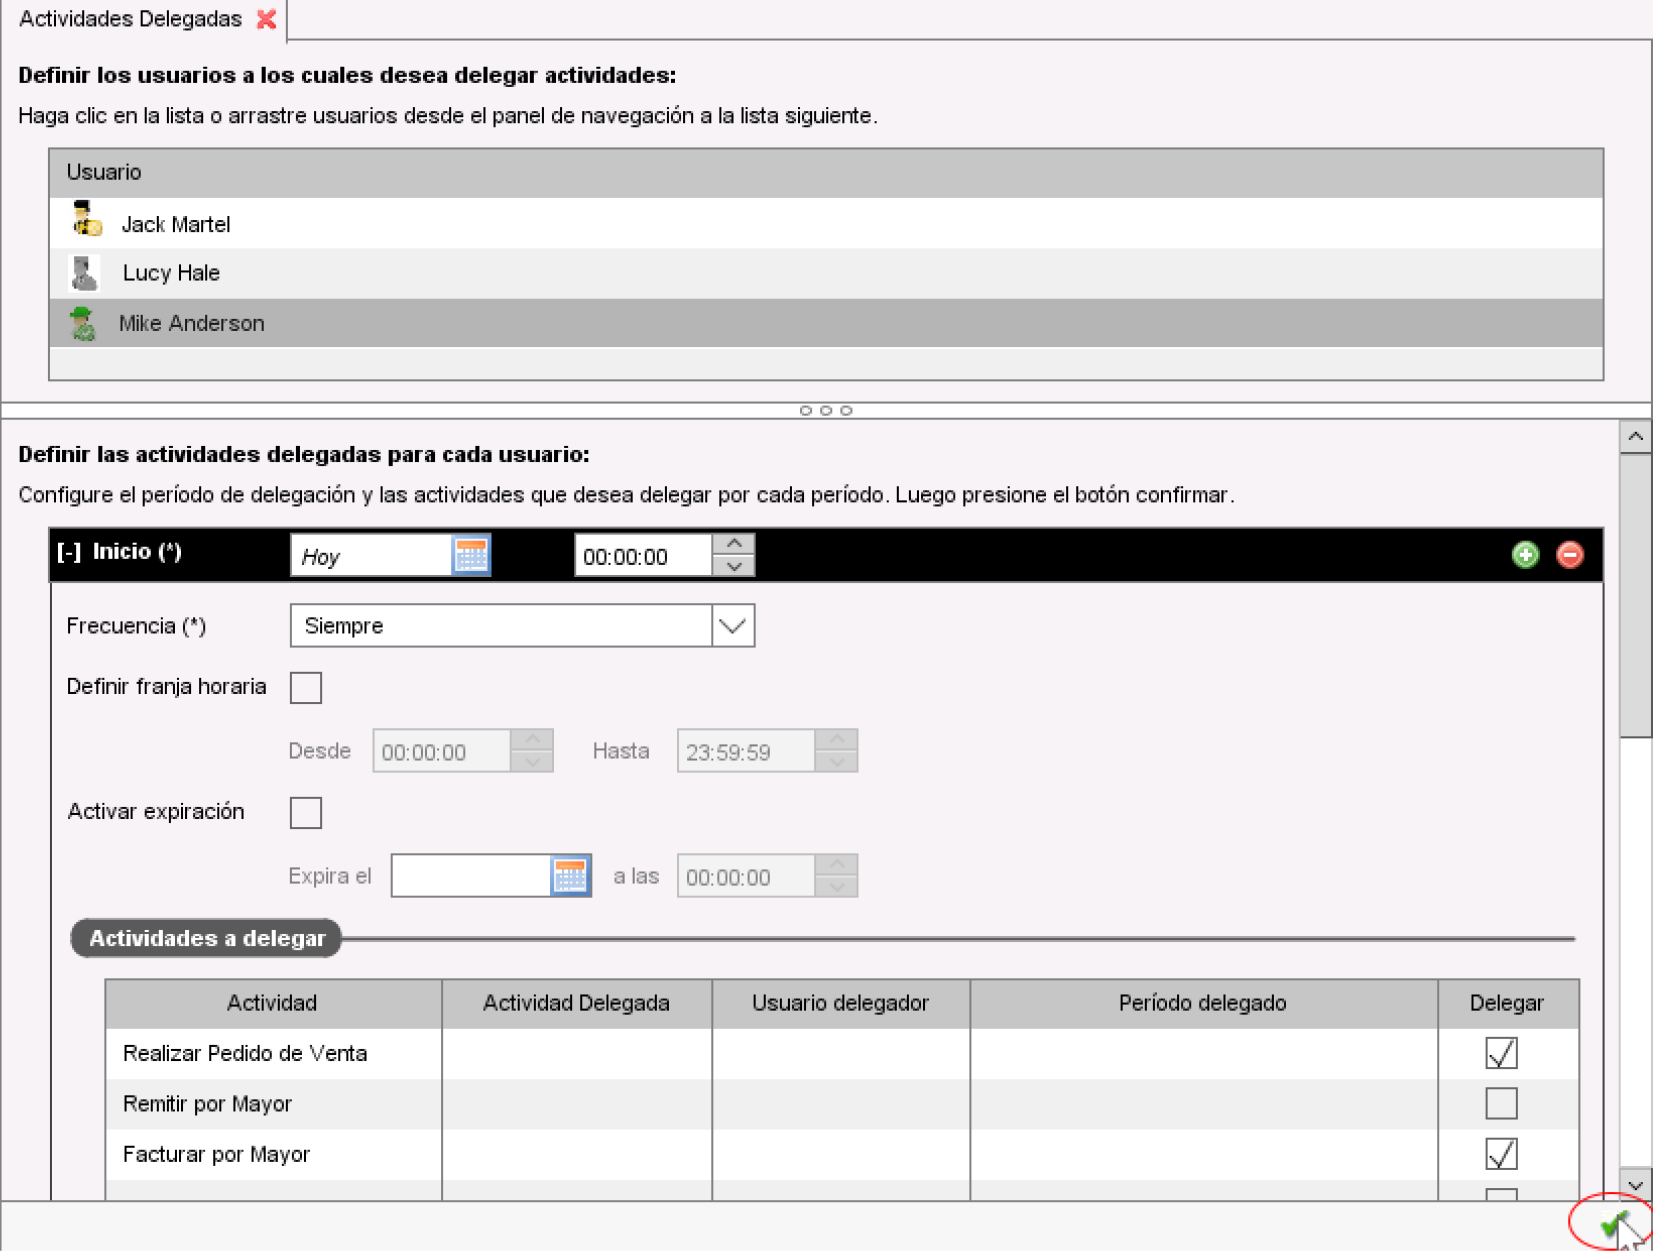 Actividades Delegadas
Definir los usuarios a los cuales desea delegar actividades:
Haga clic en la lista o arrastre usuarios desde el panel de navegación a la lista siguiente.
Usuario
Jack Martel
Lucy Hale
Mike Anderson
Definir las actividades delegadas para cada usuario:
Configure el período de delegación y las actividades que desea delegar por cada período. Luego presione el botón confirmar.
[-] Inicio (*) Hoy 00:00:00
Frecuencia (*) Siempre
Definir franja horaria
Desde 00:00:00 Hasta 23:59:59
Activar expiración
Expira el a las 00:00:00
Actividades a delegar
Actividad Actividad Delegada Usuario delegador Período delegado Delegar
Realizar Pedido de Venta
Remitir por Mayor
Facturar por Mayor